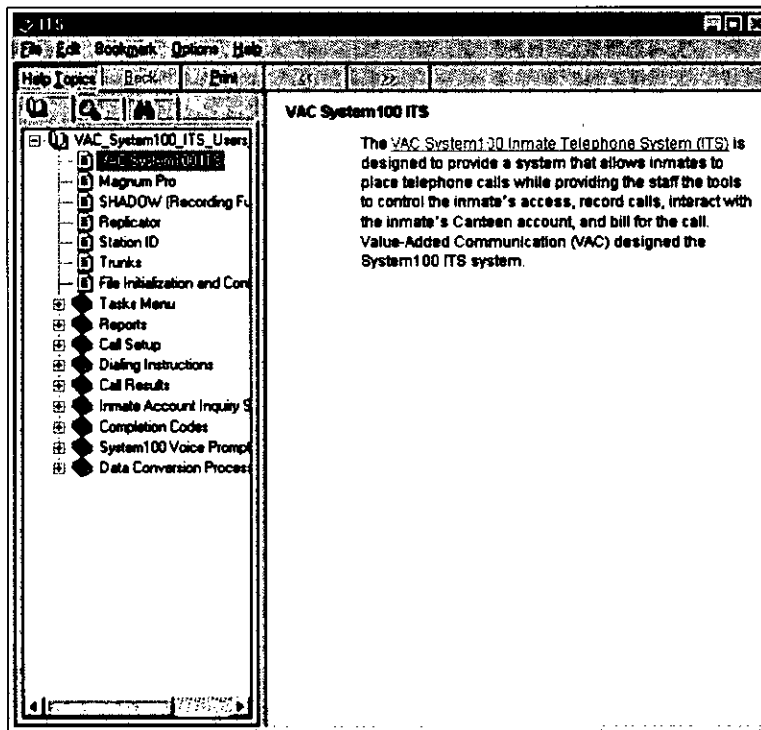 ITS
File Edit Bookmark Options Help
Help Topics Back Print << >>
VAC_System100_ITS_Users
VAC System100 ITS
Magnum Pro
SHADOW (Recording Fu
Replicator
Station ID
Trunks
File Initialization and Con
Tasks Menu
Reports
Call Setup
Dialing Instructions
Call Results
Inmate Account Inquiry S
Completion Codes
System100 Voice Prompt
Data Conversion Process
VAC System100 ITS
The VAC System100 Inmate Telephone System (ITS) is
designed to provide a system that allows inmates to
place telephone calls while providing the staff the tools
to control the inmate's access, record calls, interact with
the inmate's Canteen account, and bill for the call.
Value-Added Communication (VAC) designed the
System100 ITS system.